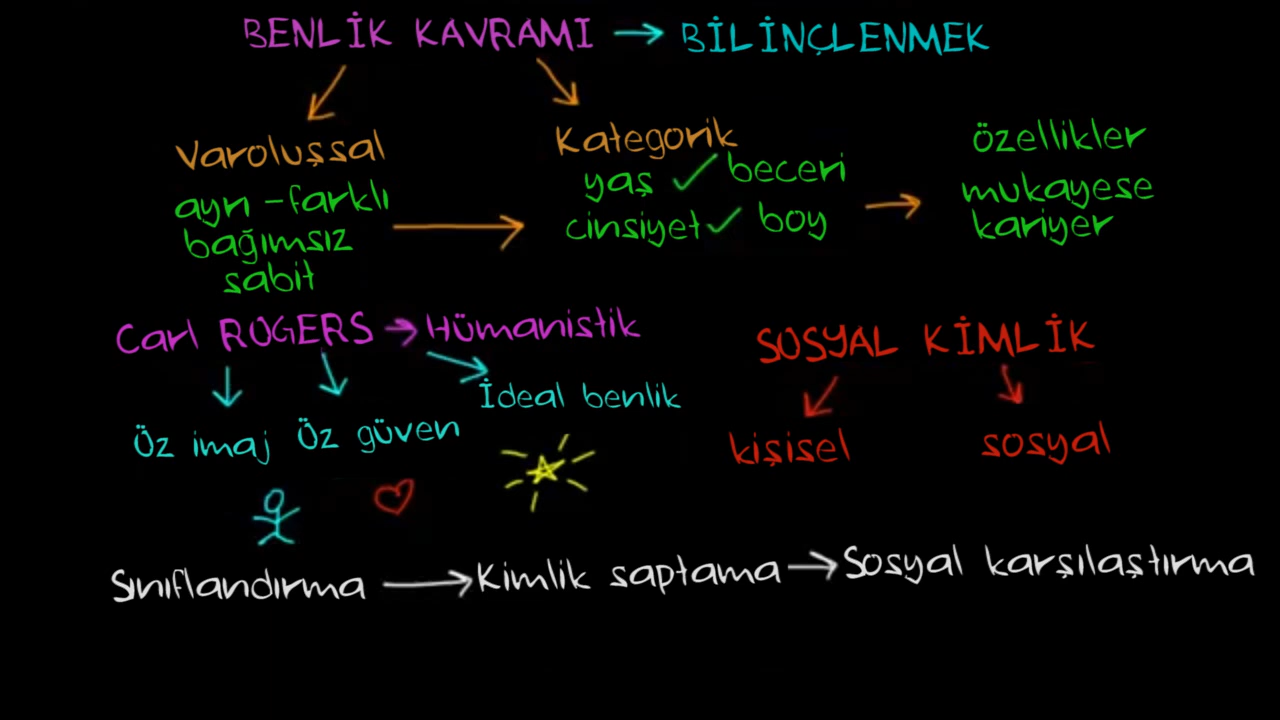 BENLİK KAVRAMI → BİLİNÇLENMEK
Varoluşsal
ayrı - farklı
bağımsız
sabit
Kategorik
yaş ✓ beceri
cinsiyet ✓ boy
özellikler
mukayese
kariyer
Carl ROGERS → Hümanistik
Öz imaj
Öz güven
İdeal benlik
SOSYAL KİMLİK
kişisel
sosyal
Sınıflandırma → Kimlik saptama → Sosyal karşılaştırma